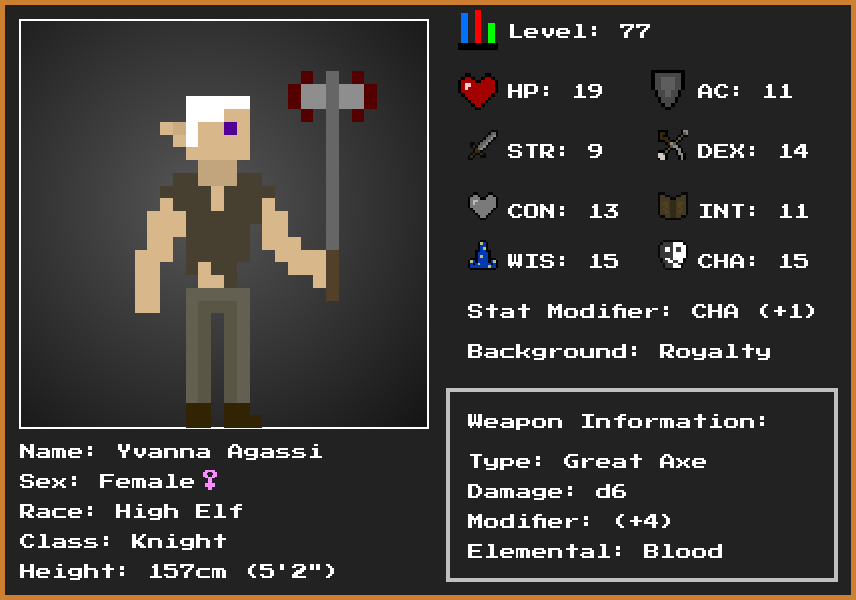 Level: 77
HP: 19 AC: 11
STR: 9 DEX: 14
CON: 13 INT: 11
WIS: 15 CHA: 15
Stat Modifier: CHA (+1)
Background: Royalty
Weapon Information:
Type: Great Axe
Damage: d6
Modifier: (+4)
Elemental: Blood
Name: Yvanna Agassi
Sex: Female♀
Race: High Elf
Class: Knight
Height: 157cm (5'2")